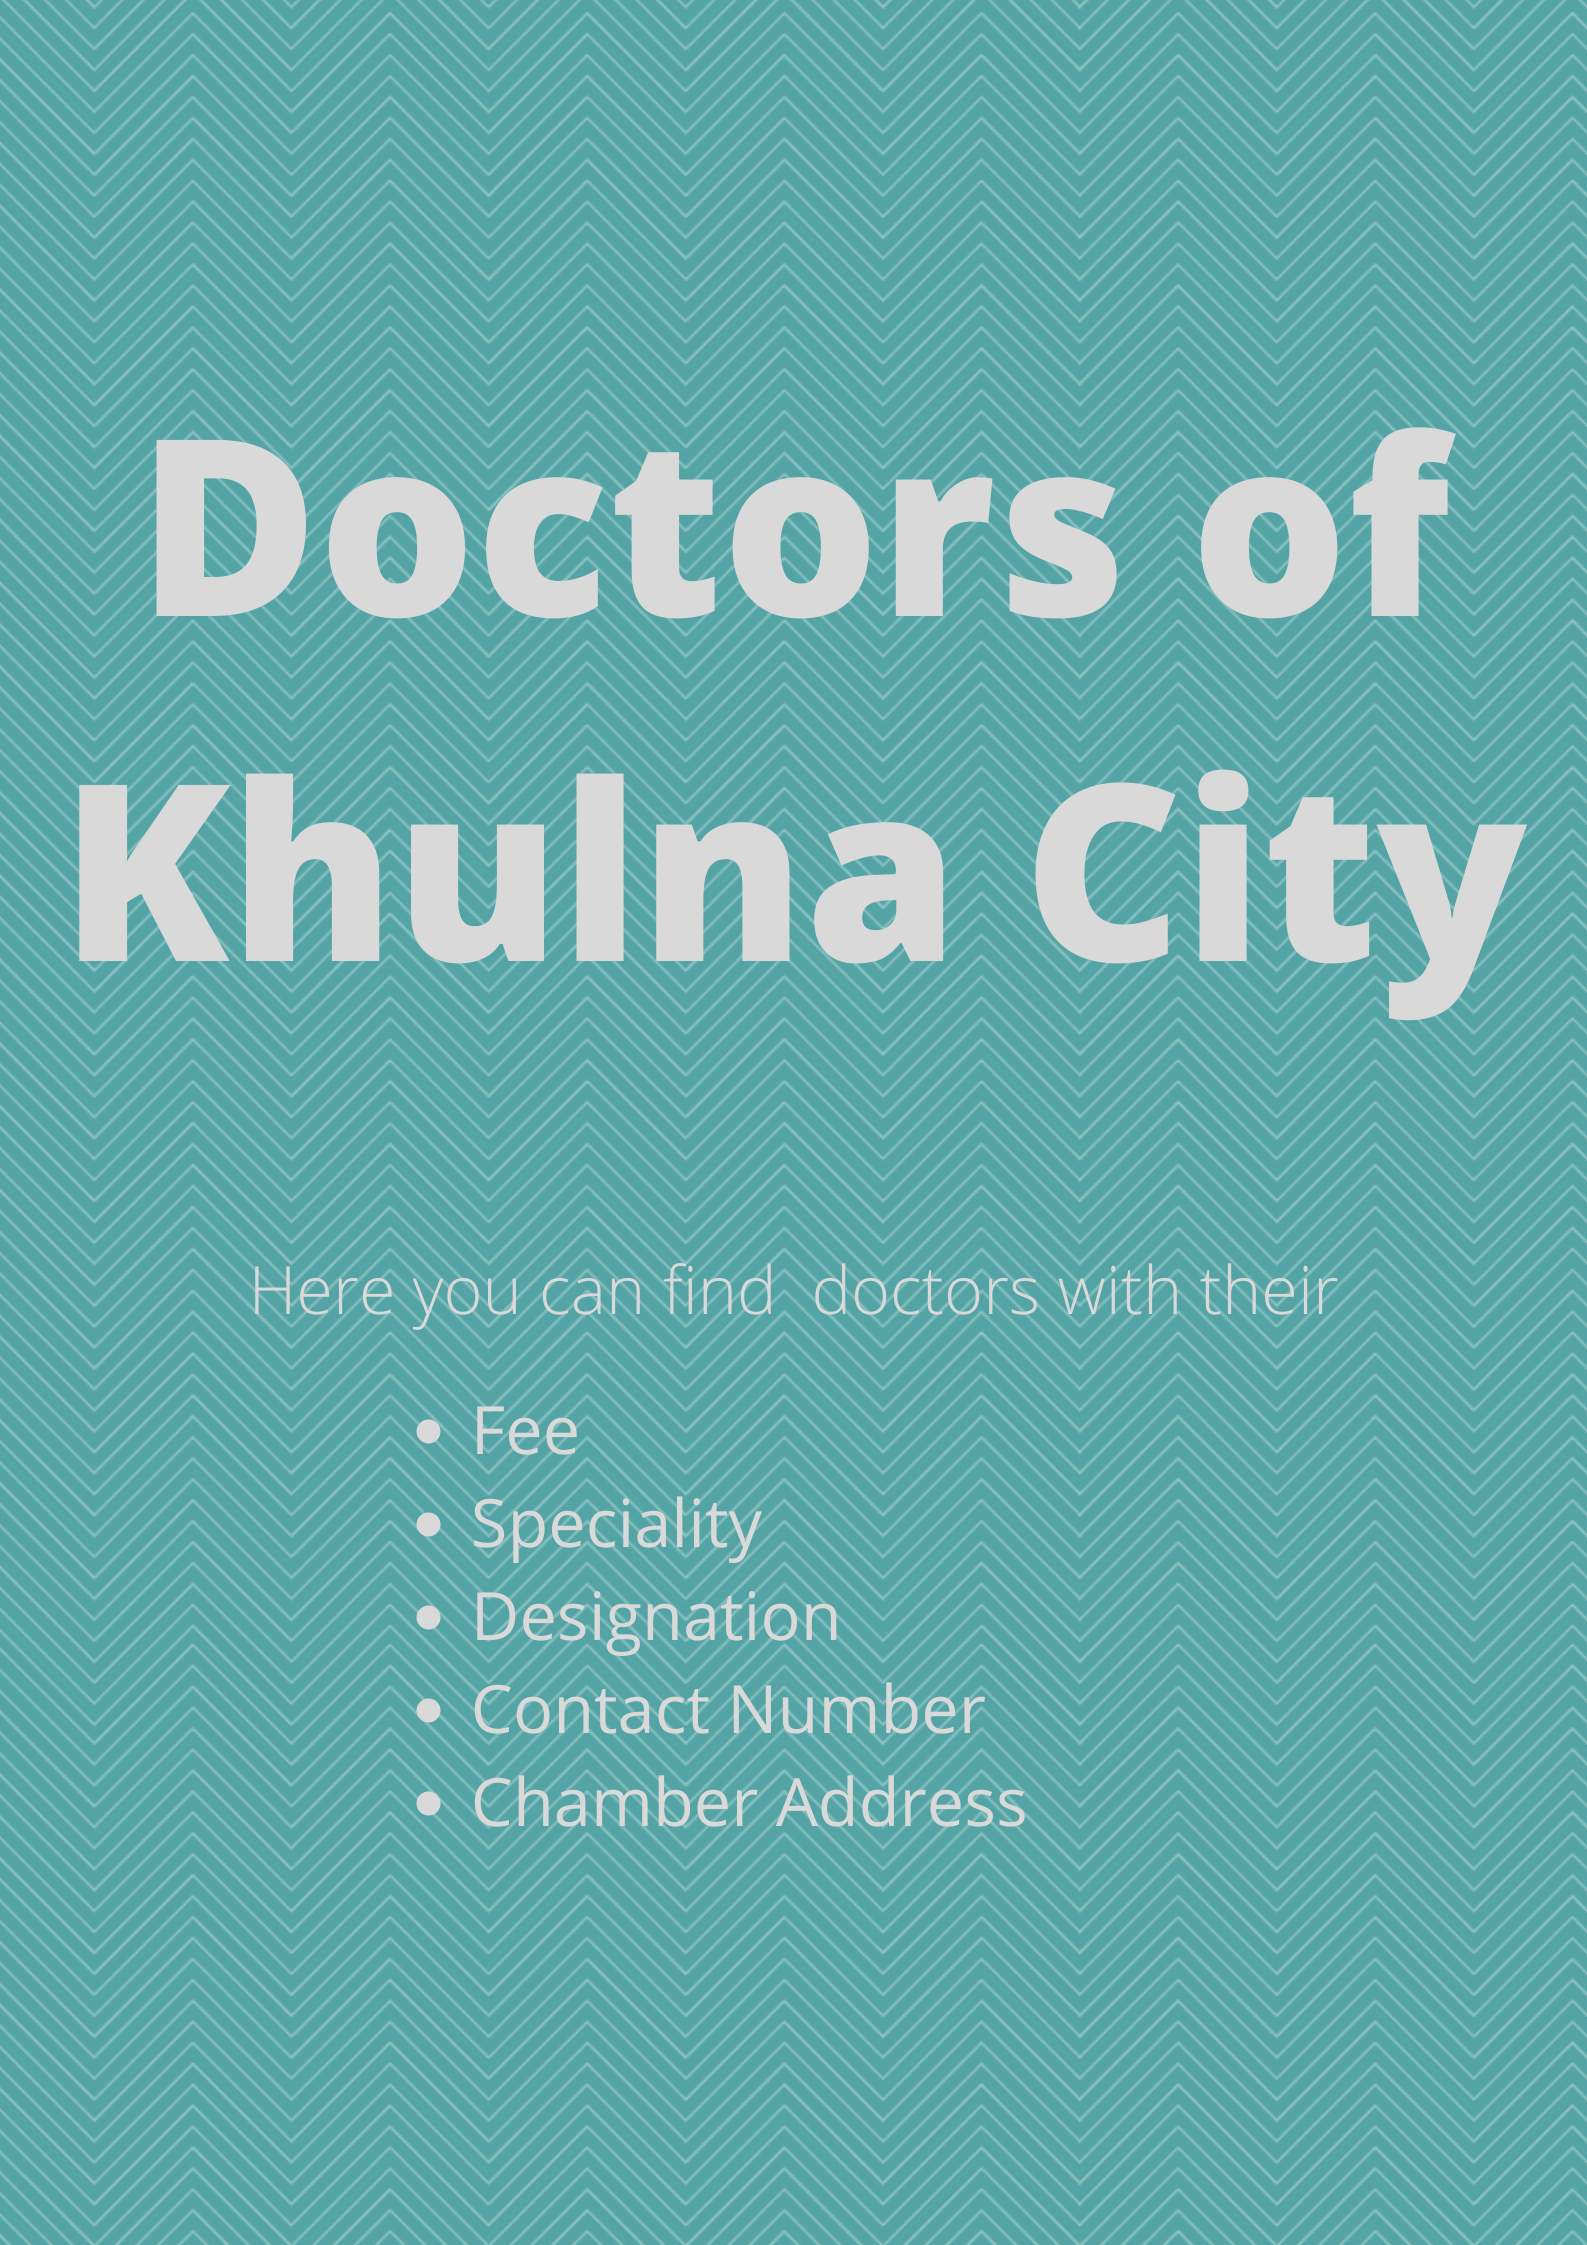 Doctors of
Khulna City
Here you can find  doctors with their
• Fee
• Speciality
• Designation
• Contact Number
• Chamber Address